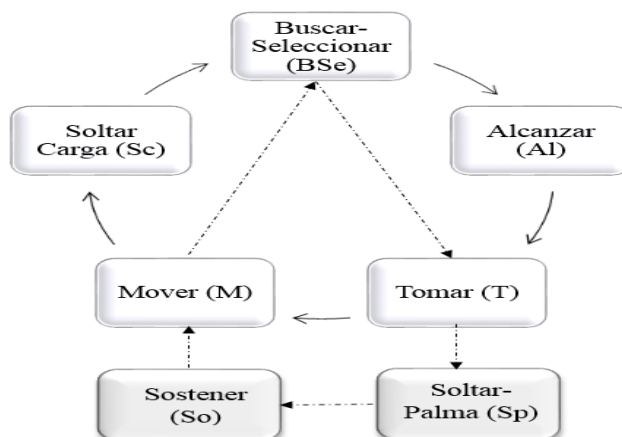 Buscar-
Seleccionar
(BSe)
Soltar
Carga (Sc)
Alcanzar
(Al)
Mover (M)
Tomar (T)
Sostener
(So)
Soltar-
Palma (Sp)